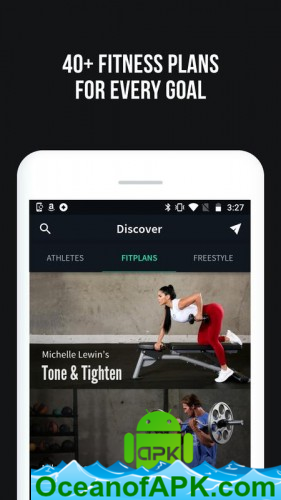 40+ FITNESS PLANS
FOR EVERY GOAL
3:27
Discover
ATHLETES FITPLANS FREESTYLE
Michelle Lewin's
Tone & Tighten
apk
OceanofAPK.com